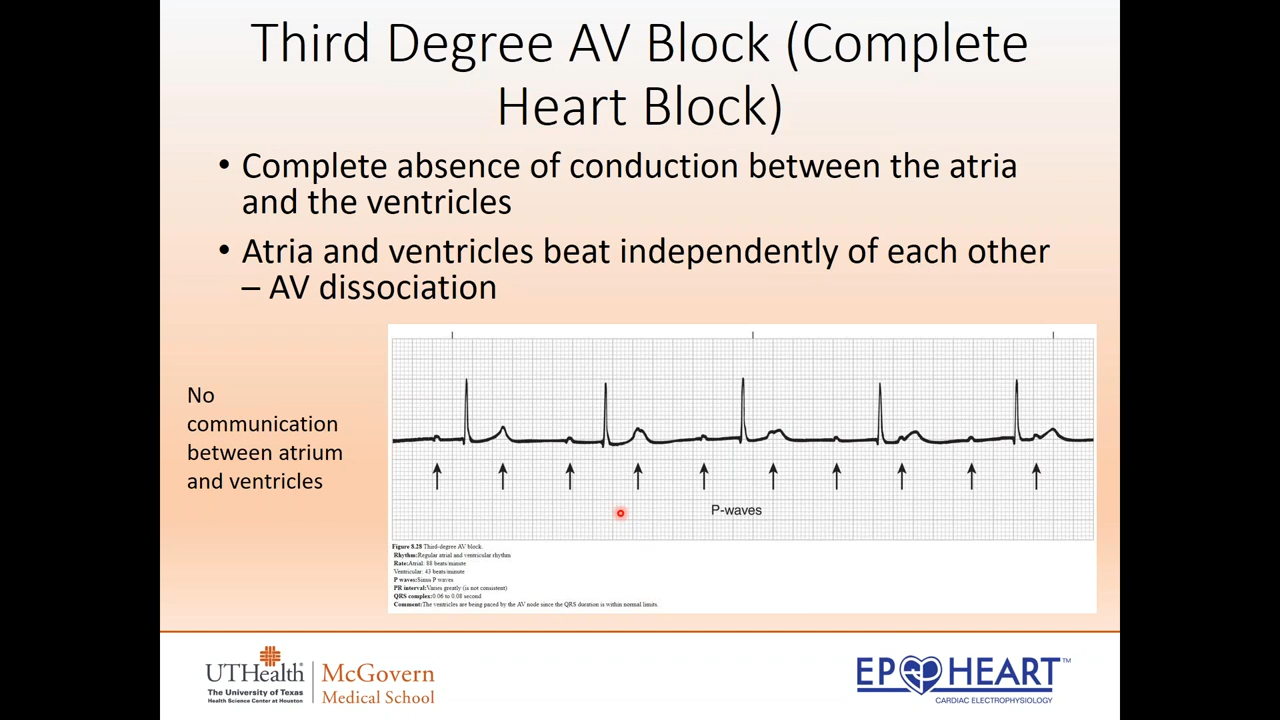 Third Degree AV Block (Complete
Heart Block)
• Complete absence of conduction between the atria
and the ventricles
• Atria and ventricles beat independently of each other
– AV dissociation
No
communication
between atrium
and ventricles
P-waves
Figure 8.28 Third-degree AV block.
Rhythm:Regular atrial and ventricular rhythm
Rate:Atrial: 88 beats/minute
Ventricular: 43 beats/minute
P waves:Sinus P waves
PR interval:Varies greatly (is not consistent)
QRS complex:0.06 to 0.08 second
Comment:The ventricles are being paced by the AV node since the QRS duration is within normal limits.
UTHealth
The University of Texas
Health Science Center at Houston
McGovern
Medical School
EP HEART™
CARDIAC ELECTROPHYSIOLOGY